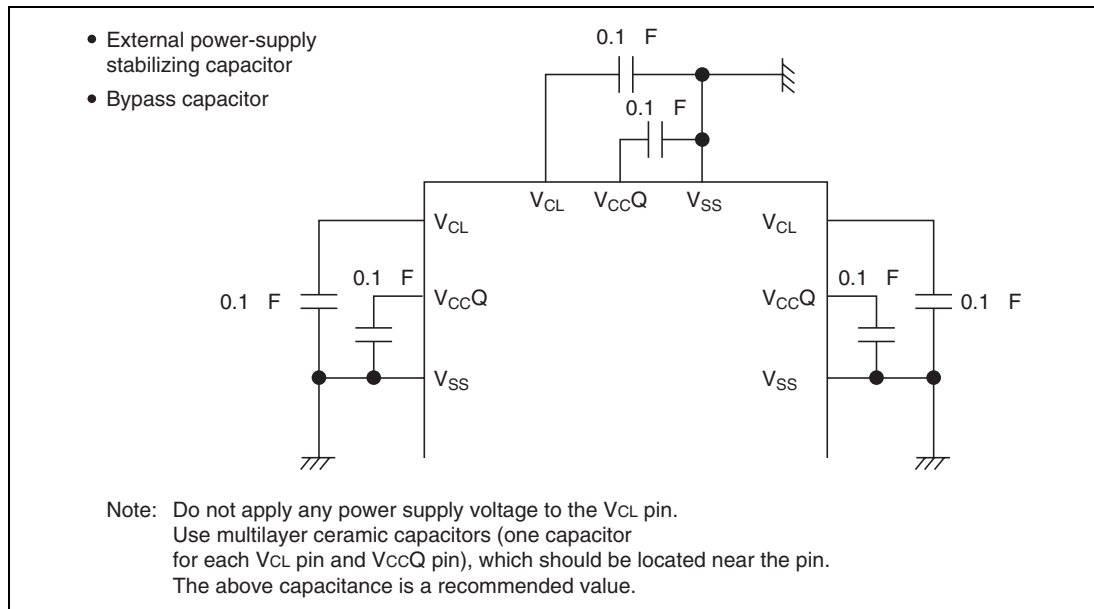 • External power-supply
stabilizing capacitor
• Bypass capacitor
0.1 F
0.1 F
VCL VCCQ VSS
VCL
0.1 F
0.1 F
VCCQ
VSS
VCL
0.1 F
VCCQ
0.1 F
VSS
Note: Do not apply any power supply voltage to the VCL pin.
Use multilayer ceramic capacitors (one capacitor
for each VCL pin and VCCQ pin), which should be located near the pin.
The above capacitance is a recommended value.